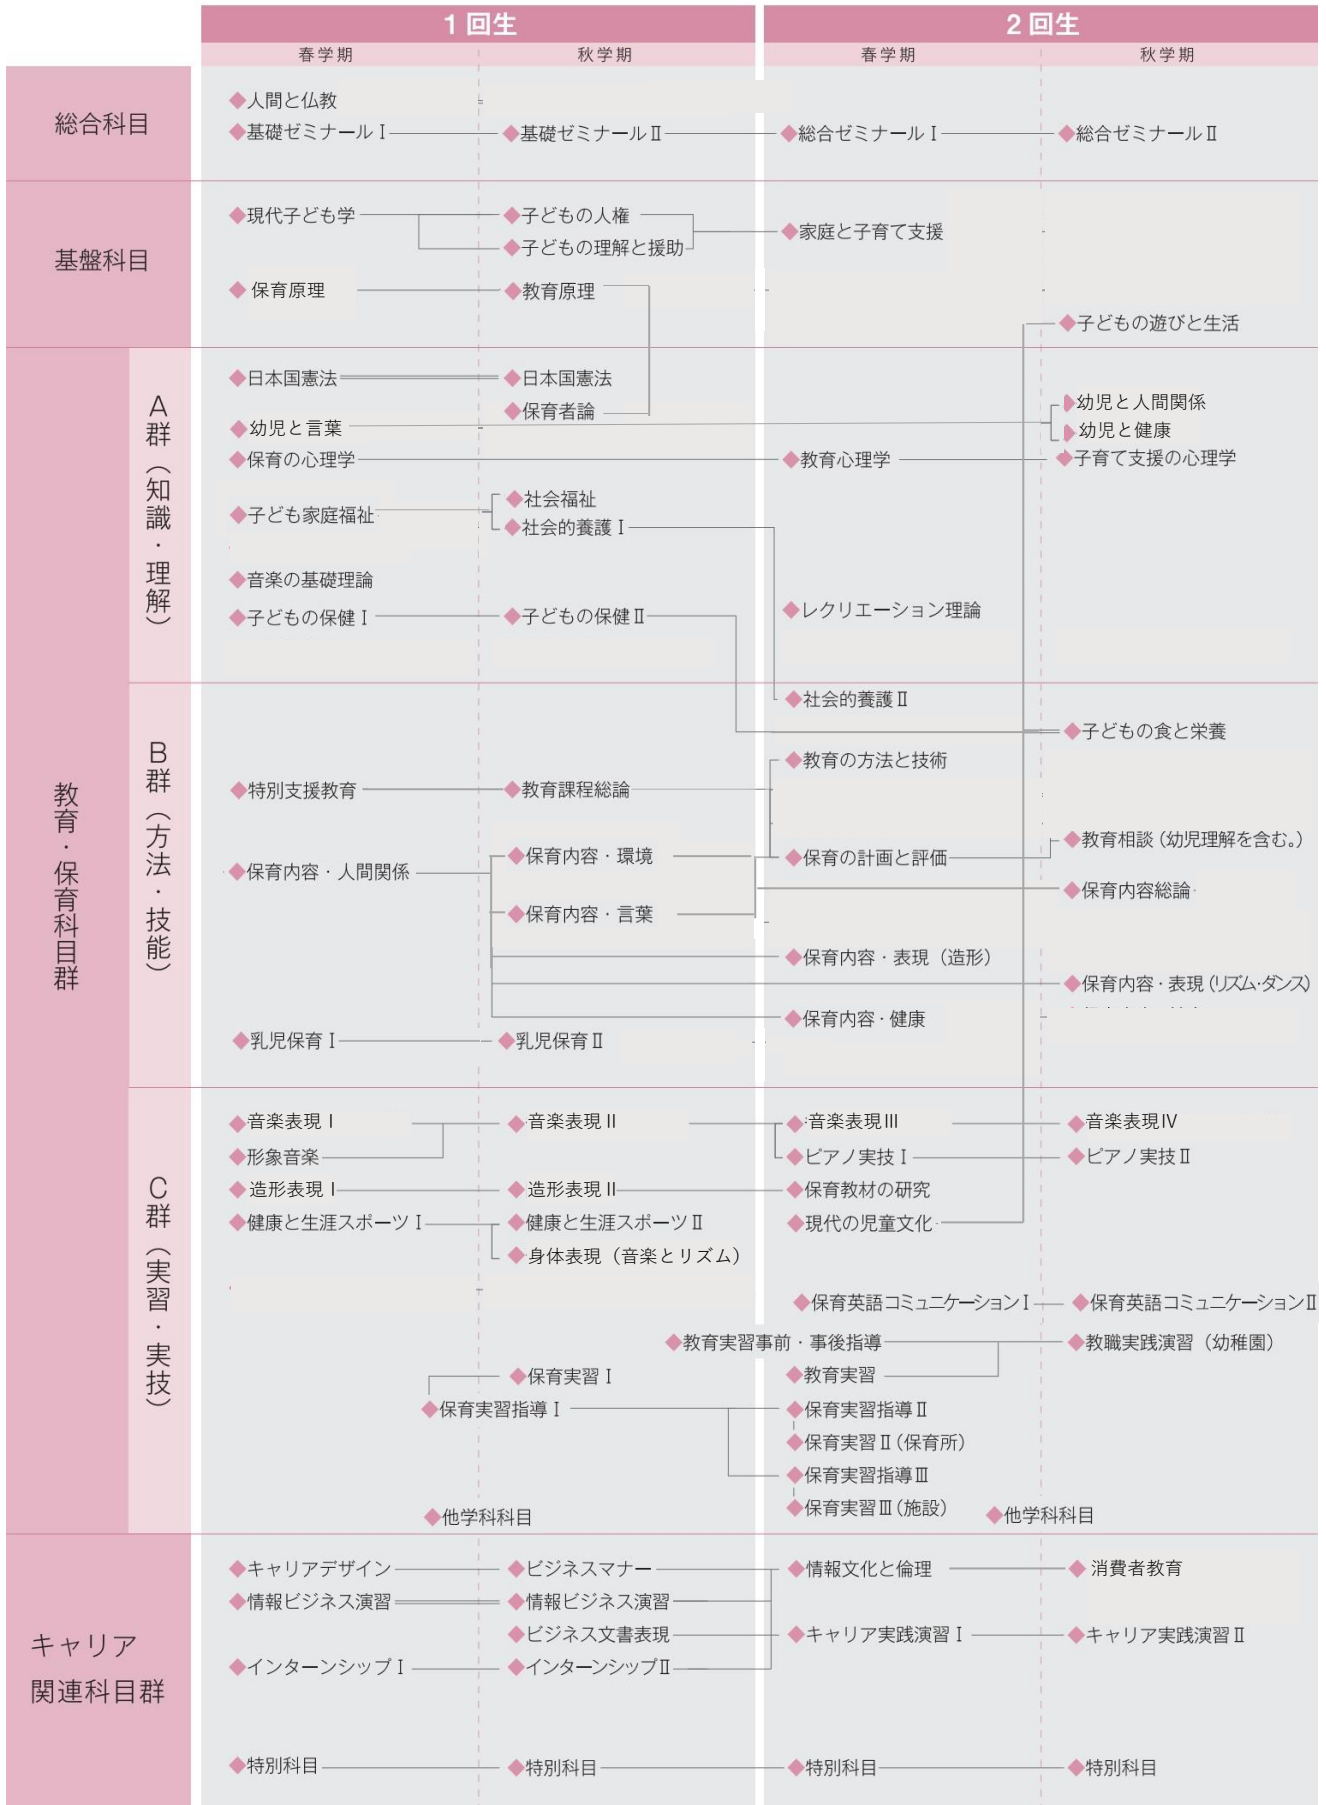 1回生
2回生
春学期
秋学期
春学期
秋学期
総合科目
◆人間と仏教
◆基礎ゼミナールⅠ
◆基礎ゼミナールⅡ
◆総合ゼミナールⅠ
◆総合ゼミナールⅡ
基盤科目
◆現代子ども学
◆子どもの人権
◆子どもの理解と援助
◆家庭と子育て支援
◆保育原理
◆教育原理
◆子どもの遊びと生活
教育・保育科目群
A群（知識・理解）
◆日本国憲法
◆日本国憲法
◆保育者論
◆幼児と人間関係
◆幼児と言葉
◆幼児と健康
◆保育の心理学
◆教育心理学
◆子育て支援の心理学
◆子ども家庭福祉
◆社会福祉
◆社会的養護Ⅰ
◆音楽の基礎理論
◆子どもの保健Ⅰ
◆子どもの保健Ⅱ
◆レクリエーション理論
B群（方法・技能）
◆社会的養護Ⅱ
◆子どもの食と栄養
◆教育の方法と技術
◆特別支援教育
◆教育課程総論
◆教育相談（幼児理解を含む。）
◆保育内容・人間関係
◆保育内容・環境
◆保育の計画と評価
◆保育内容総論
◆保育内容・言葉
◆保育内容・表現（造形）
◆保育内容・表現（リズム・ダンス）
◆保育内容・健康
◆乳児保育Ⅰ
◆乳児保育Ⅱ
C群（実習・実技）
◆音楽表現Ⅰ
◆音楽表現Ⅱ
◆音楽表現Ⅲ
◆音楽表現Ⅳ
◆形象音楽
◆ピアノ実技Ⅰ
◆ピアノ実技Ⅱ
◆造形表現Ⅰ
◆造形表現Ⅱ
◆保育教材の研究
◆健康と生涯スポーツⅠ
◆健康と生涯スポーツⅡ
◆現代の児童文化
◆身体表現（音楽とリズム）
◆保育英語コミュニケーションⅠ
◆保育英語コミュニケーションⅡ
◆教育実習事前・事後指導
◆教職実践演習（幼稚園）
◆保育実習Ⅰ
◆教育実習
◆保育実習指導Ⅰ
◆保育実習指導Ⅱ
◆保育実習Ⅱ（保育所）
◆保育実習指導Ⅲ
◆保育実習Ⅲ（施設）
◆他学科科目
◆他学科科目
キャリア
関連科目群
◆キャリアデザイン
◆ビジネスマナー
◆情報文化と倫理
◆消費者教育
◆情報ビジネス演習
◆情報ビジネス演習
◆ビジネス文書表現
◆キャリア実践演習Ⅰ
◆キャリア実践演習Ⅱ
◆インターンシップⅠ
◆インターンシップⅡ
◆特別科目
◆特別科目
◆特別科目
◆特別科目